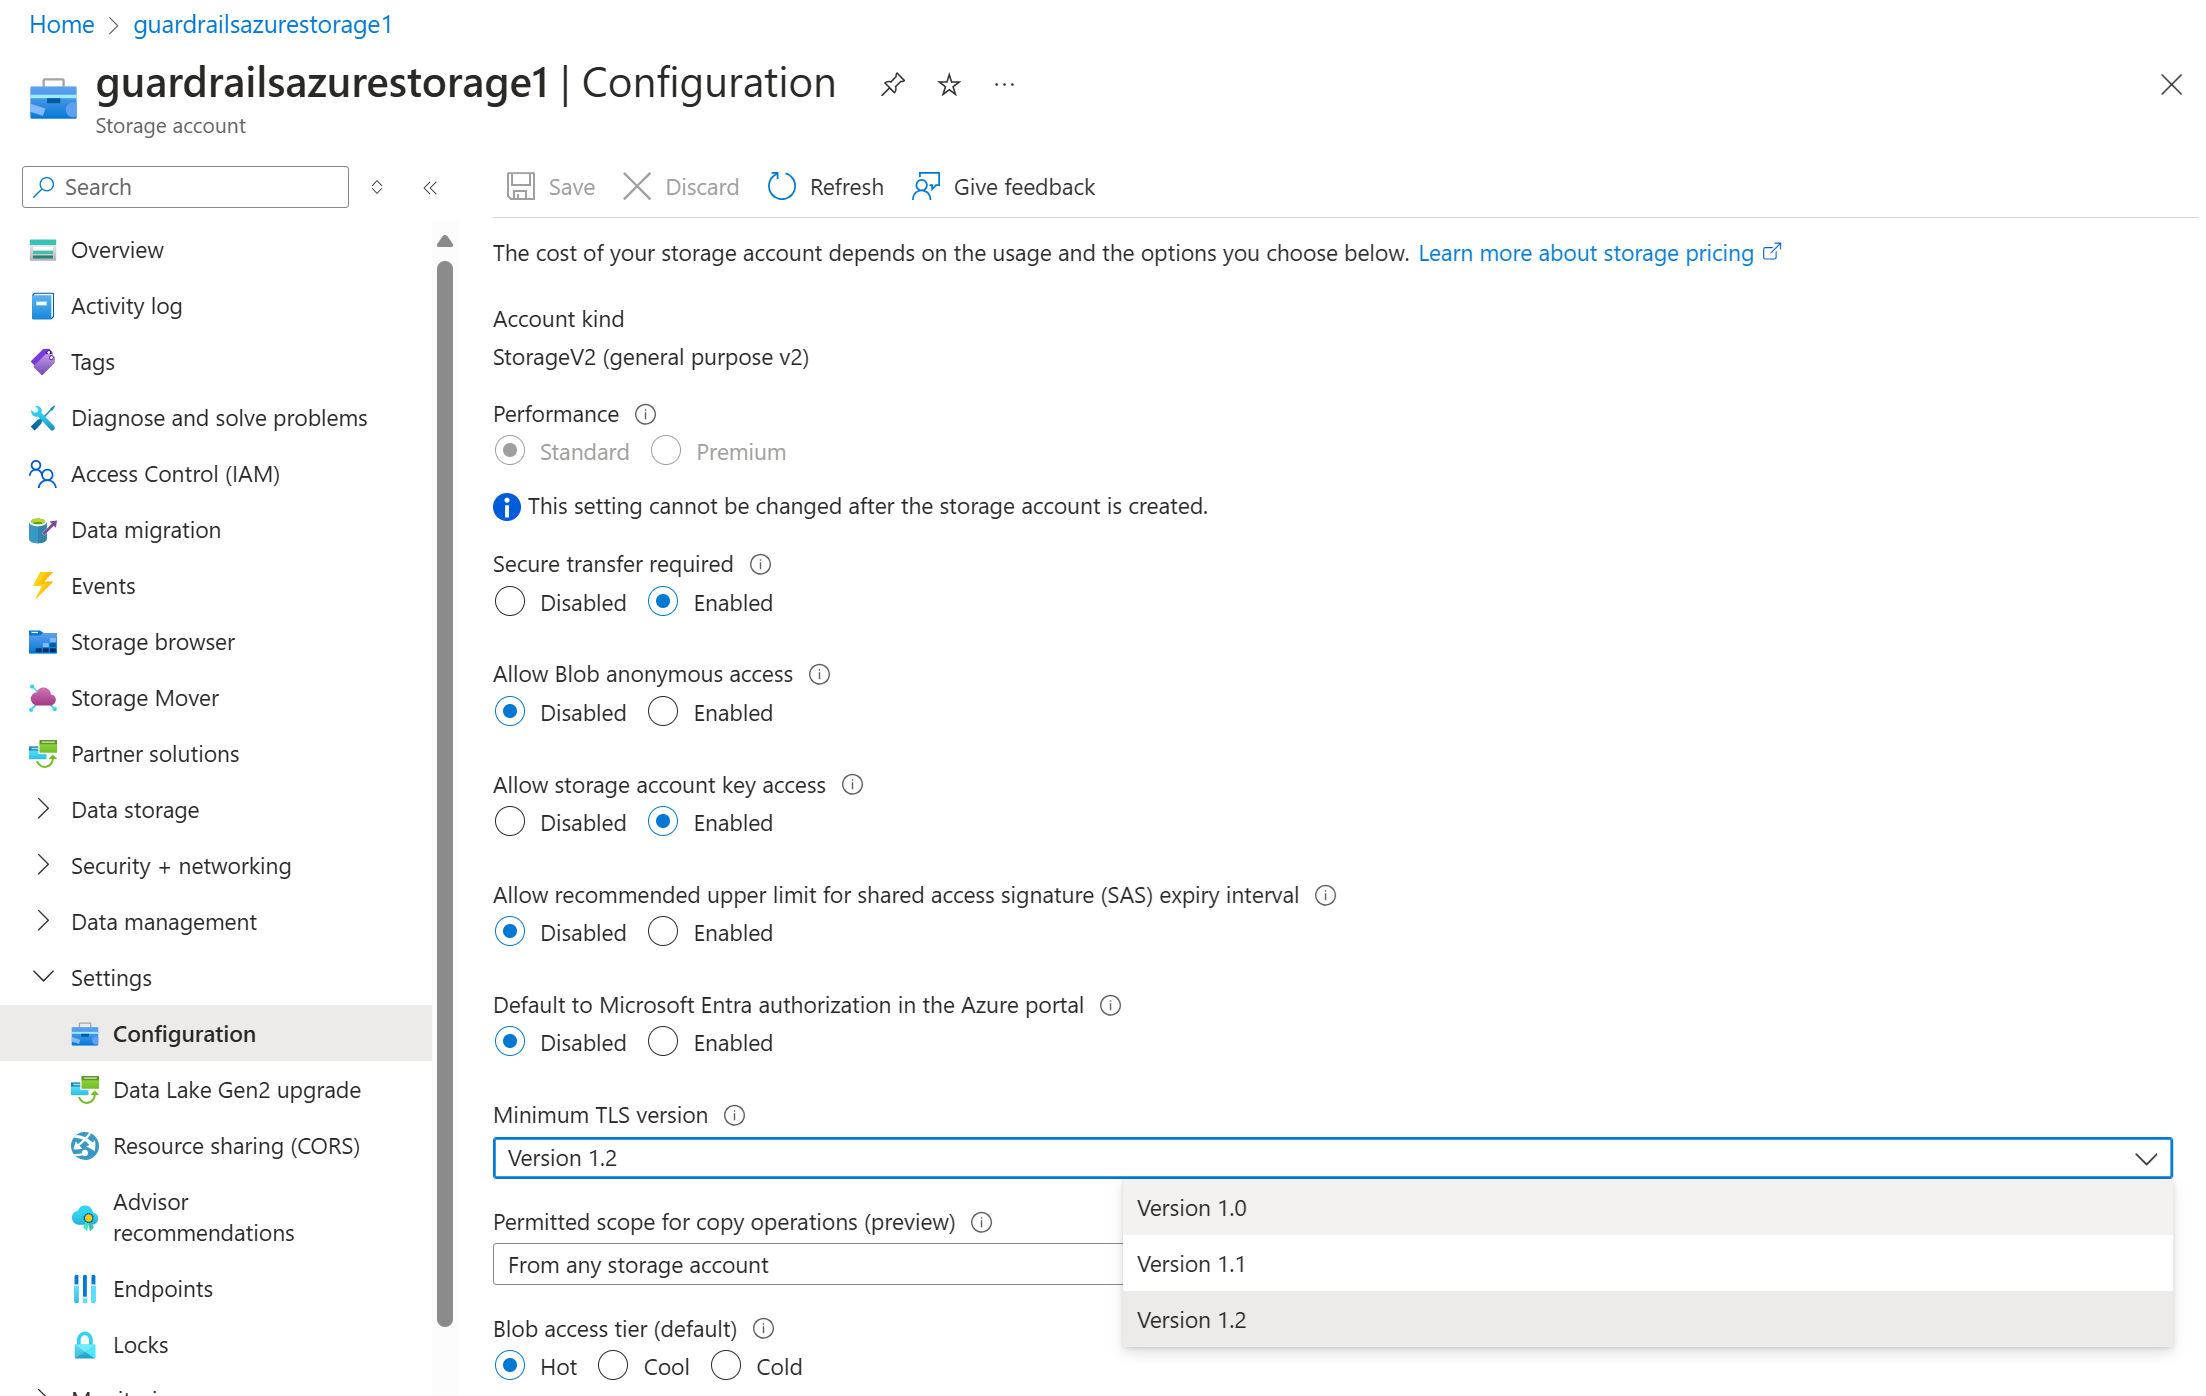 Home > guardrailsazurestorage1
guardrailsazurestorage1 | Configuration
Storage account
Search
Save Discard Refresh Give feedback
Overview
Activity log
Tags
Diagnose and solve problems
Access Control (IAM)
Data migration
Events
Storage browser
Storage Mover
Partner solutions
Data storage
Security + networking
Data management
Settings
Configuration
Data Lake Gen2 upgrade
Resource sharing (CORS)
Advisor
recommendations
Endpoints
Locks
The cost of your storage account depends on the usage and the options you choose below. Learn more about storage pricing
Account kind
StorageV2 (general purpose v2)
Performance
Standard Premium
This setting cannot be changed after the storage account is created.
Secure transfer required
Disabled Enabled
Allow Blob anonymous access
Disabled Enabled
Allow storage account key access
Disabled Enabled
Allow recommended upper limit for shared access signature (SAS) expiry interval
Disabled Enabled
Default to Microsoft Entra authorization in the Azure portal
Disabled Enabled
Minimum TLS version
Version 1.2
Version 1.0
Version 1.1
Version 1.2
Permitted scope for copy operations (preview)
From any storage account
Blob access tier (default)
Hot Cool Cold